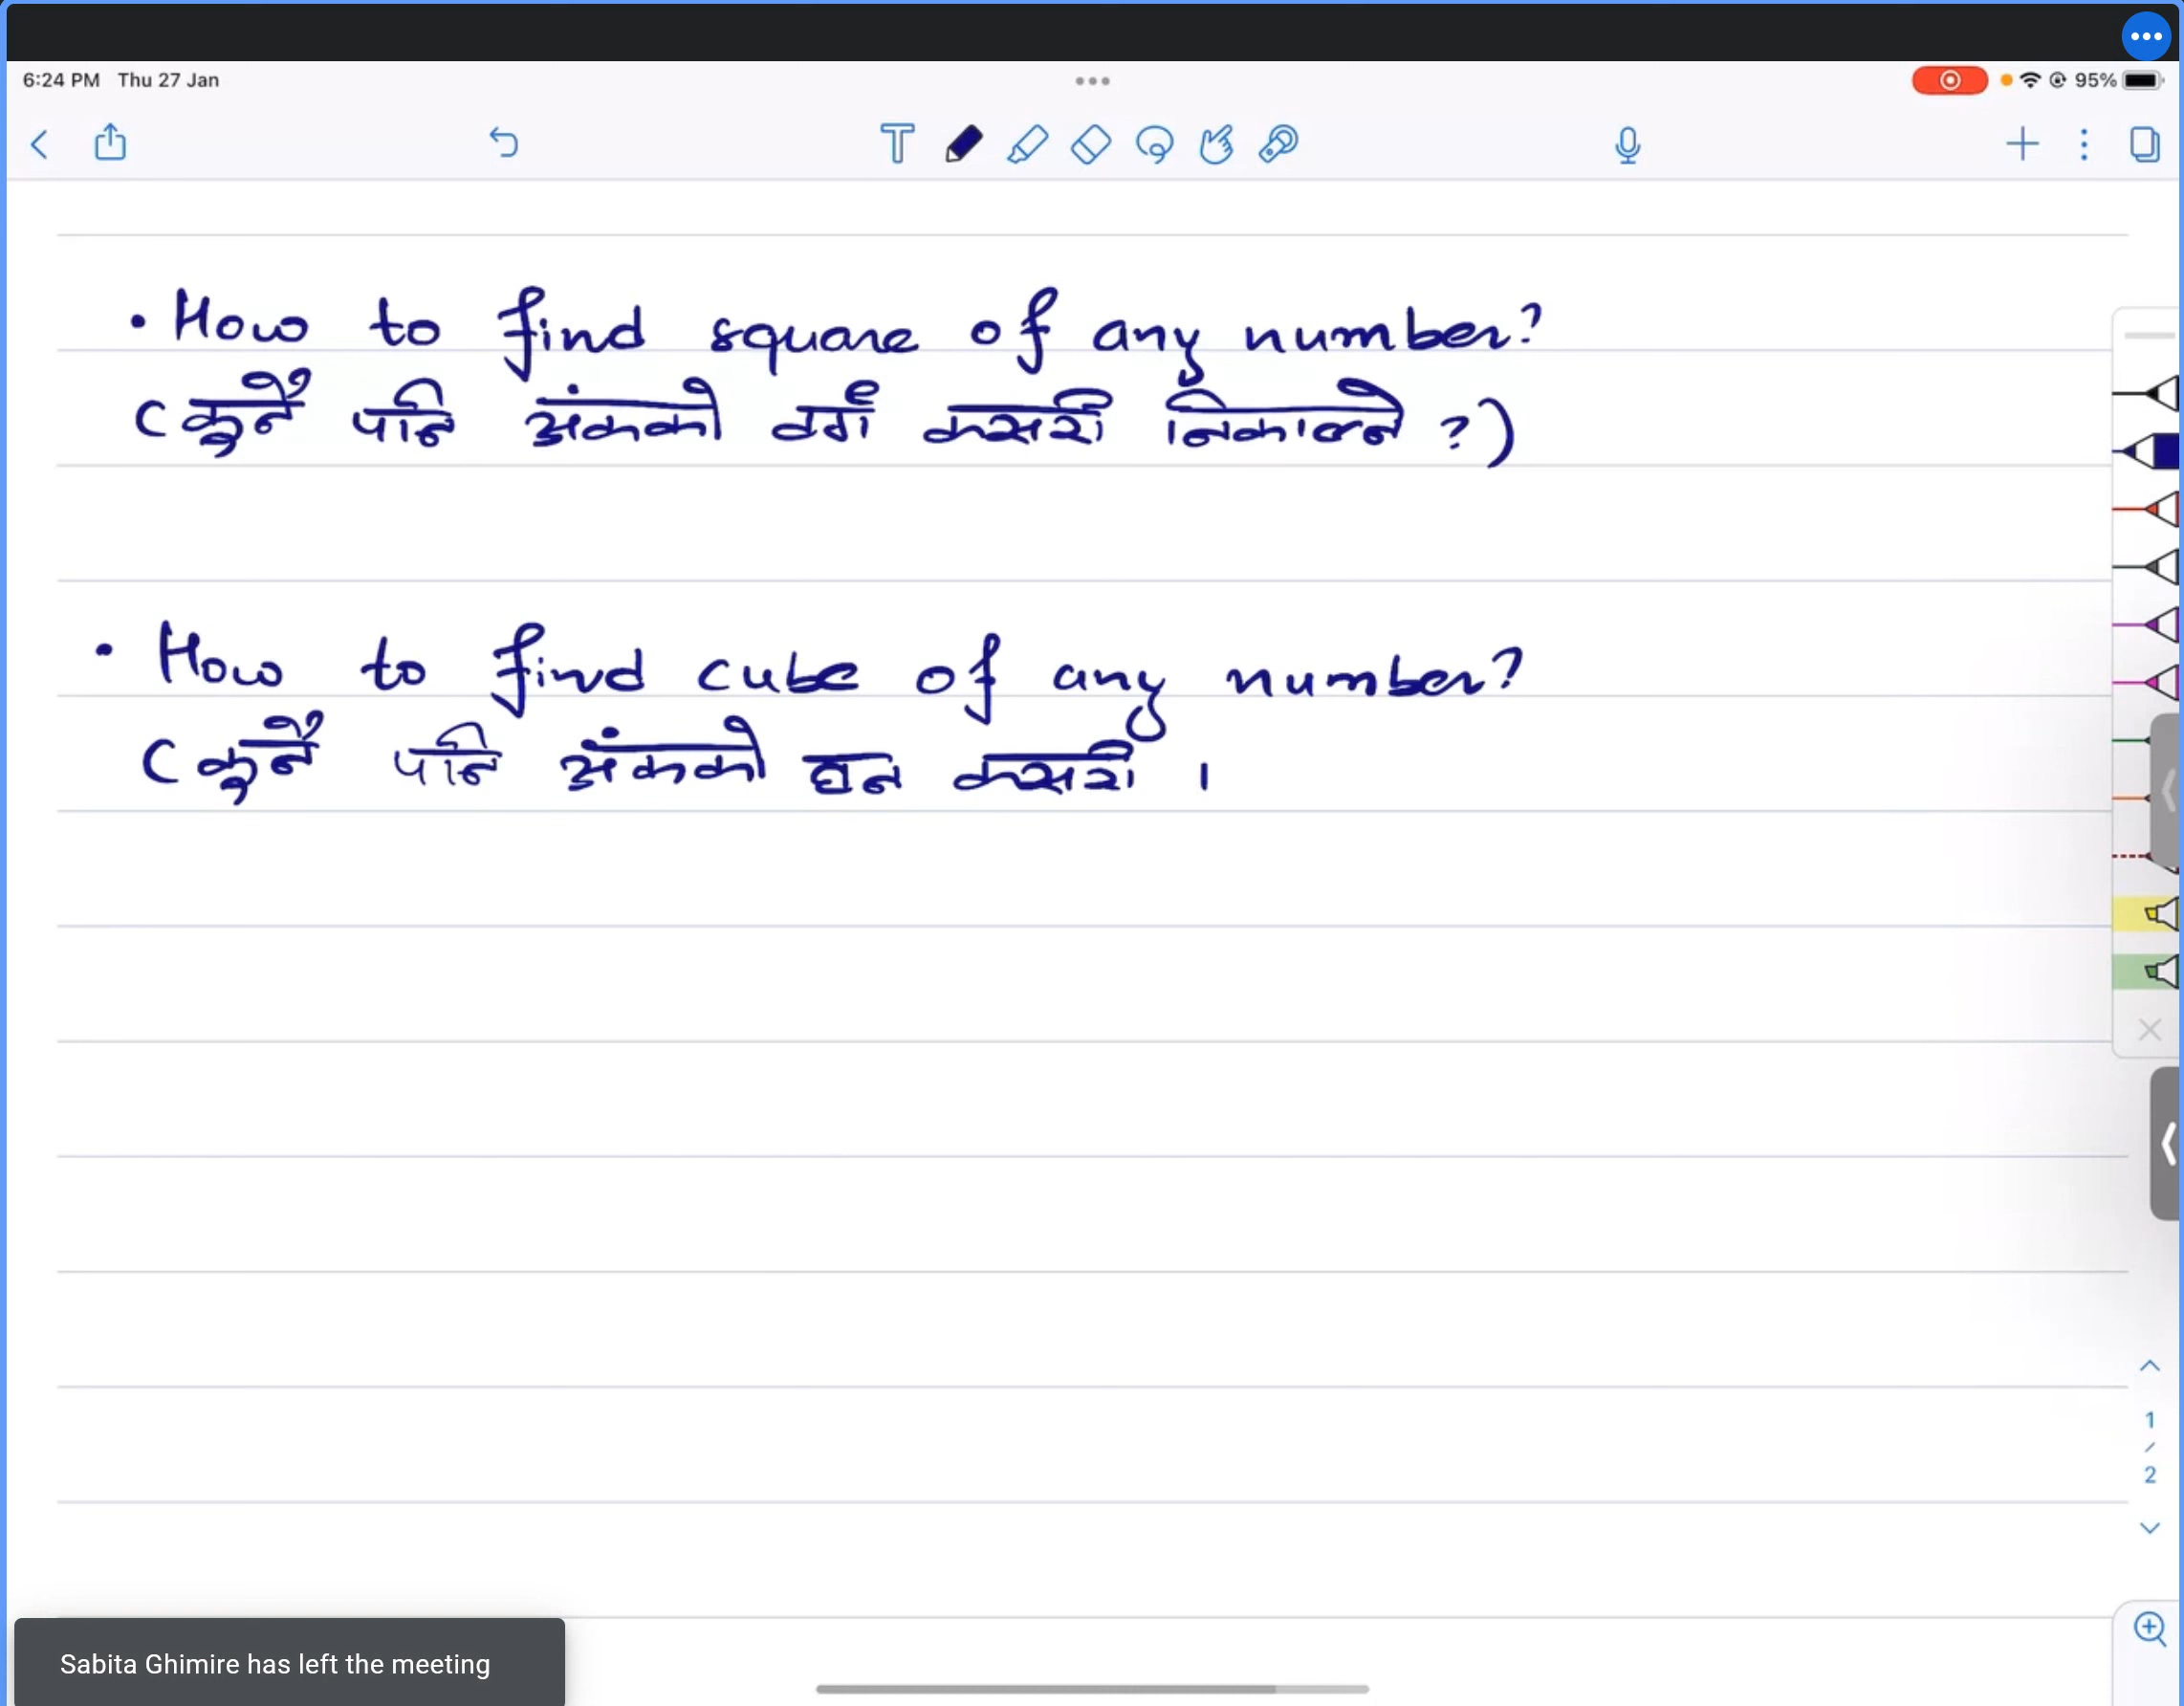 6:24 PM Thu 27 Jan
95%
• How to find square of any number?
(कुनै पनि अंकको वर्ग कसरी निकाल्ने ?)
• How to find cube of any number?
(कुनै पनि अंकको घन कसरी ।
1
/
2
Sabita Ghimire has left the meeting